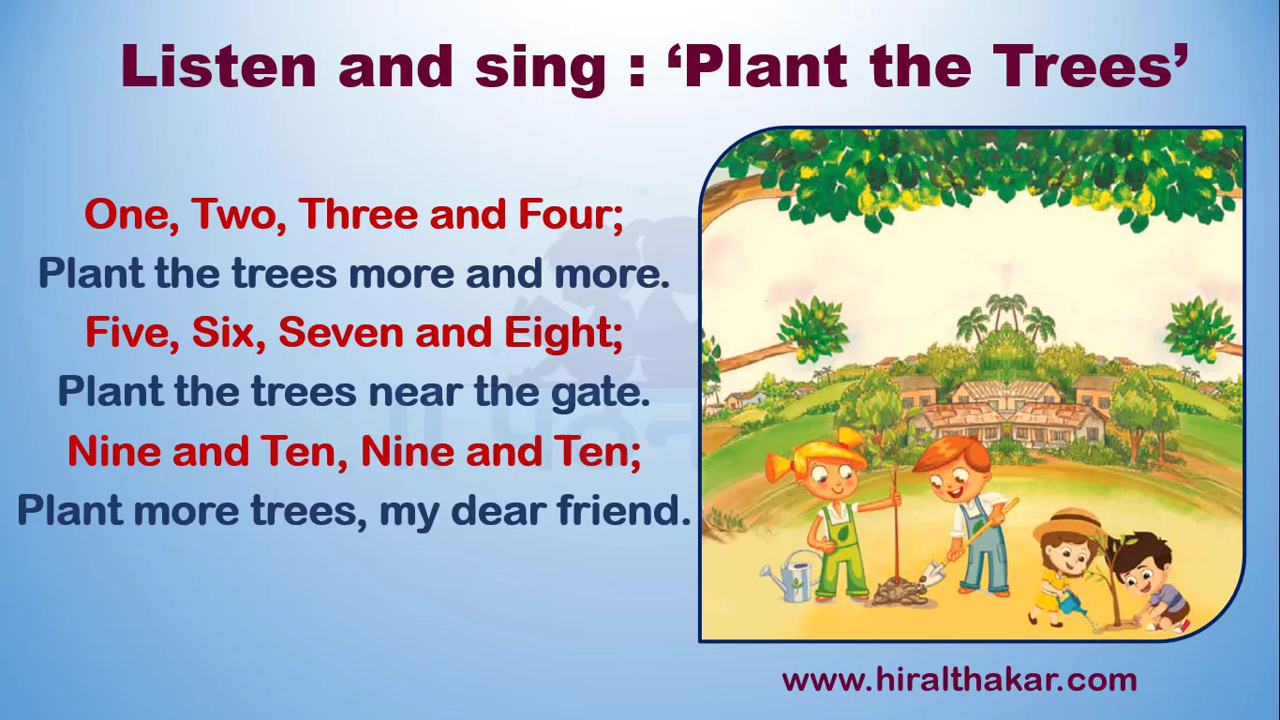 Listen and sing : ‘Plant the Trees’
One, Two, Three and Four;
Plant the trees more and more.
Five, Six, Seven and Eight;
Plant the trees near the gate.
Nine and Ten, Nine and Ten;
Plant more trees, my dear friend.
www.hiralthakar.com